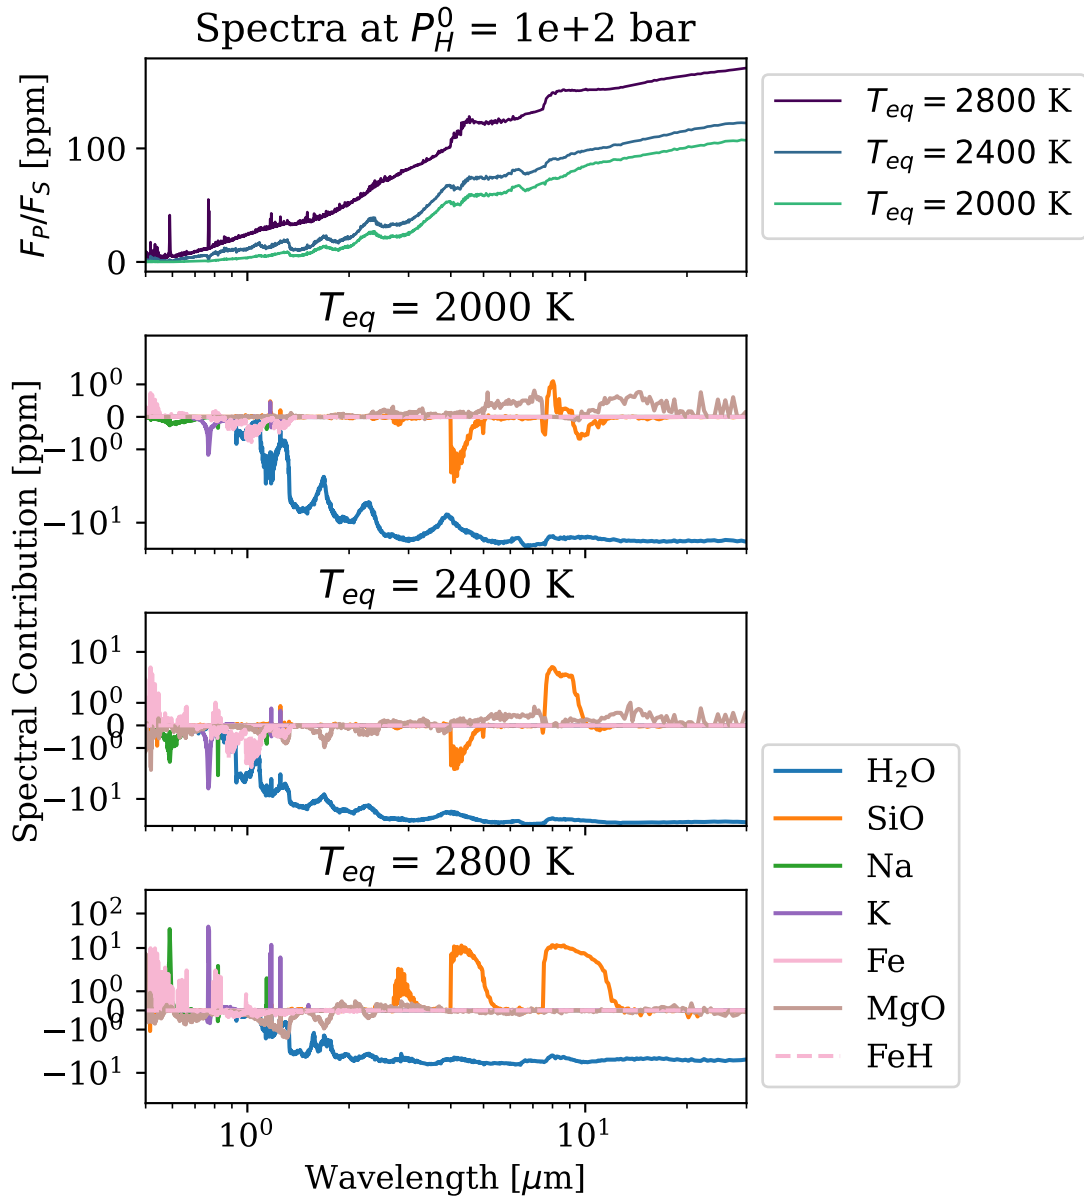 Spectra at P_H^0 = 1e+2 bar
F_P/F_S [ppm]
100
0
T_eq = 2800 K
T_eq = 2400 K
T_eq = 2000 K
T_eq = 2000 K
Spectral Contribution [ppm]
10^0
0
−10^0
−10^1
T_eq = 2400 K
10^1
10^0
0
−10^0
−10^1
T_eq = 2800 K
10^2
10^1
10^0
0
−10^0
−10^1
10^0
10^1
Wavelength [μm]
H₂O
SiO
Na
K
Fe
MgO
FeH